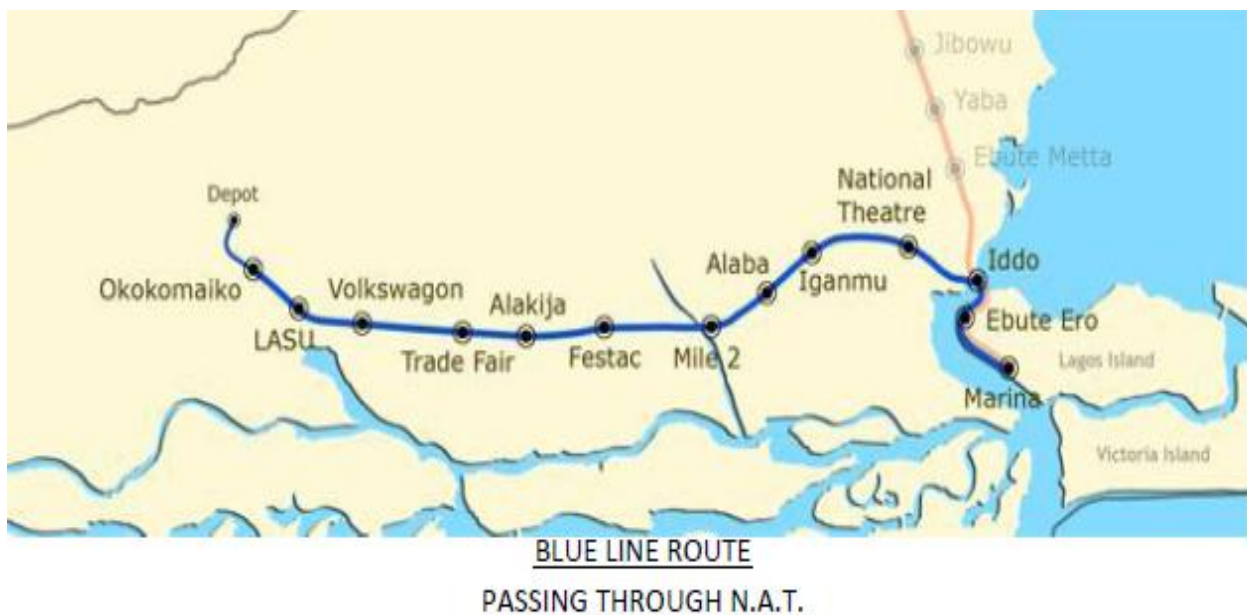 Jibowu
Yaba
Ebute Metta
National
Theatre
Depot
Iddo
Alaba
Iganmu
Okokomaiko
Volkswagon
Alakija
Ebute Ero
LASU
Trade Fair
Festac
Mile 2
Lagos Island
Marina
Victoria Island
BLUE LINE ROUTE
PASSING THROUGH N.A.T.